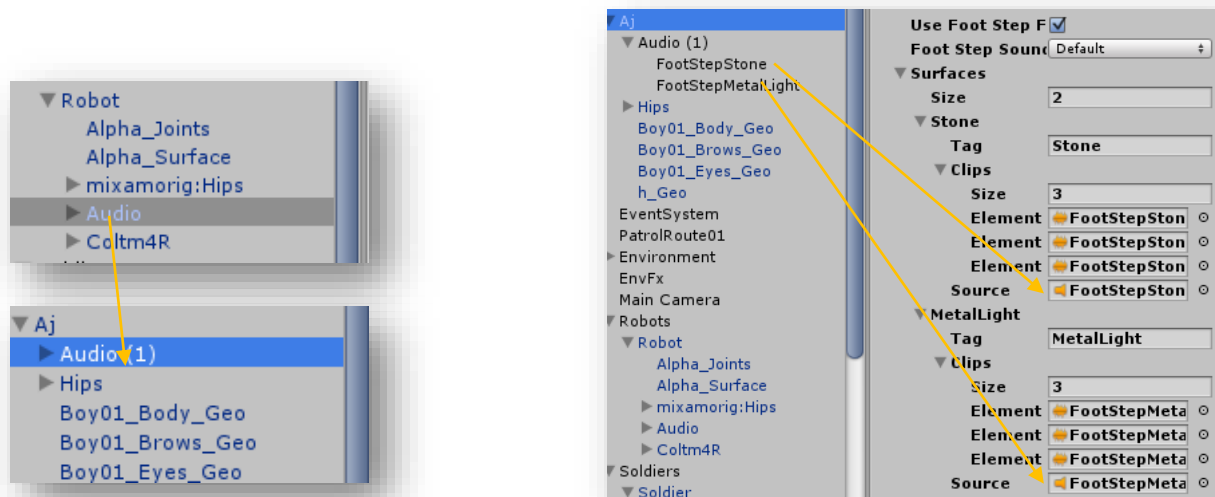 Robot
Alpha_Joints
Alpha_Surface
mixamorig:Hips
Audio
Coltm4R
Aj
Audio (1)
Hips
Boy01_Body_Geo
Boy01_Brows_Geo
Boy01_Eyes_Geo
Aj
Audio (1)
FootStepStone
FootStepMetalLight
Hips
Boy01_Body_Geo
Boy01_Brows_Geo
Boy01_Eyes_Geo
h_Geo
EventSystem
PatrolRoute01
Environment
EnvFx
Main Camera
Robots
Robot
Alpha_Joints
Alpha_Surface
mixamorig:Hips
Audio
Coltm4R
Soldiers
Soldier
Use Foot Step F
Foot Step Sound Default
Surfaces
Size 2
Stone
Tag Stone
Clips
Size 3
Element FootStepSton
Element FootStepSton
Element FootStepSton
Source FootStepSton
MetalLight
Tag MetalLight
Clips
Size 3
Element FootStepMeta
Element FootStepMeta
Element FootStepMeta
Source FootStepMeta